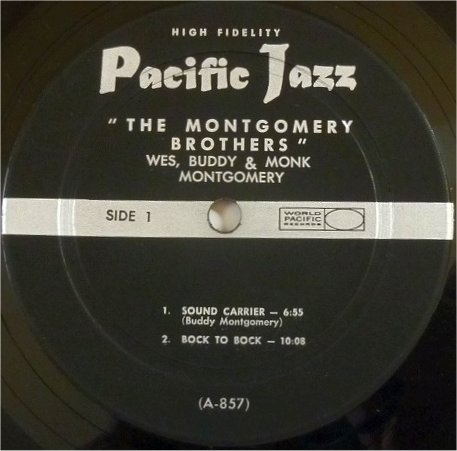 HIGH FIDELITY
Pacific Jazz
"THE MONTGOMERY
BROTHERS"
WES, BUDDY & MONK
MONTGOMERY
SIDE 1
WORLD
PACIFIC
RECORDS
1. SOUND CARRIER — 6:55
(Buddy Montgomery)
2. BOCK TO BOCK — 10:08
(A-857)